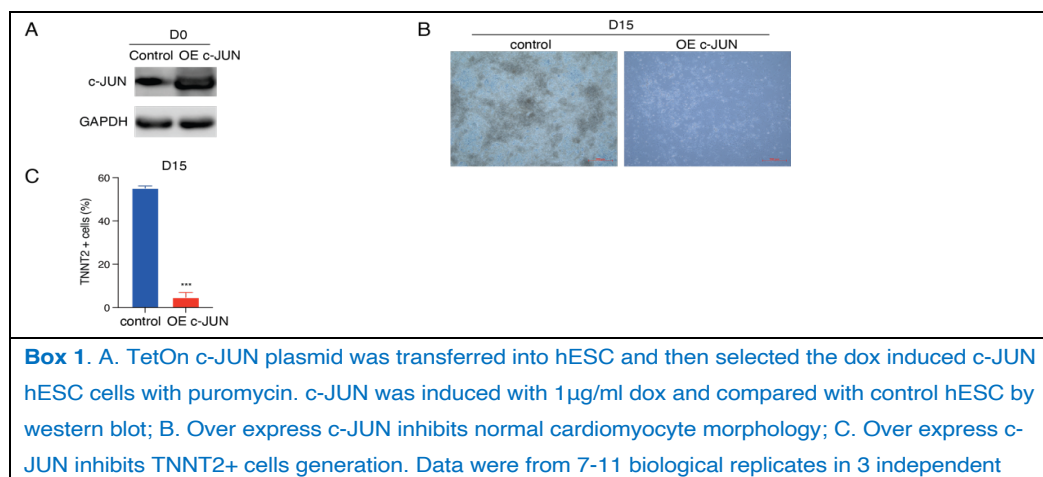 A
D0
Control OE c-JUN
c-JUN
GAPDH
B
D15
control
OE c-JUN
C
D15
TNNT2 + cells (%)
60
40
20
0
***
control OE c-JUN
Box 1. A. TetOn c-JUN plasmid was transferred into hESC and then selected the dox induced c-JUN
hESC cells with puromycin. c-JUN was induced with 1μg/ml dox and compared with control hESC by
western blot; B. Over express c-JUN inhibits normal cardiomyocyte morphology; C. Over express c-
JUN inhibits TNNT2+ cells generation. Data were from 7-11 biological replicates in 3 independent